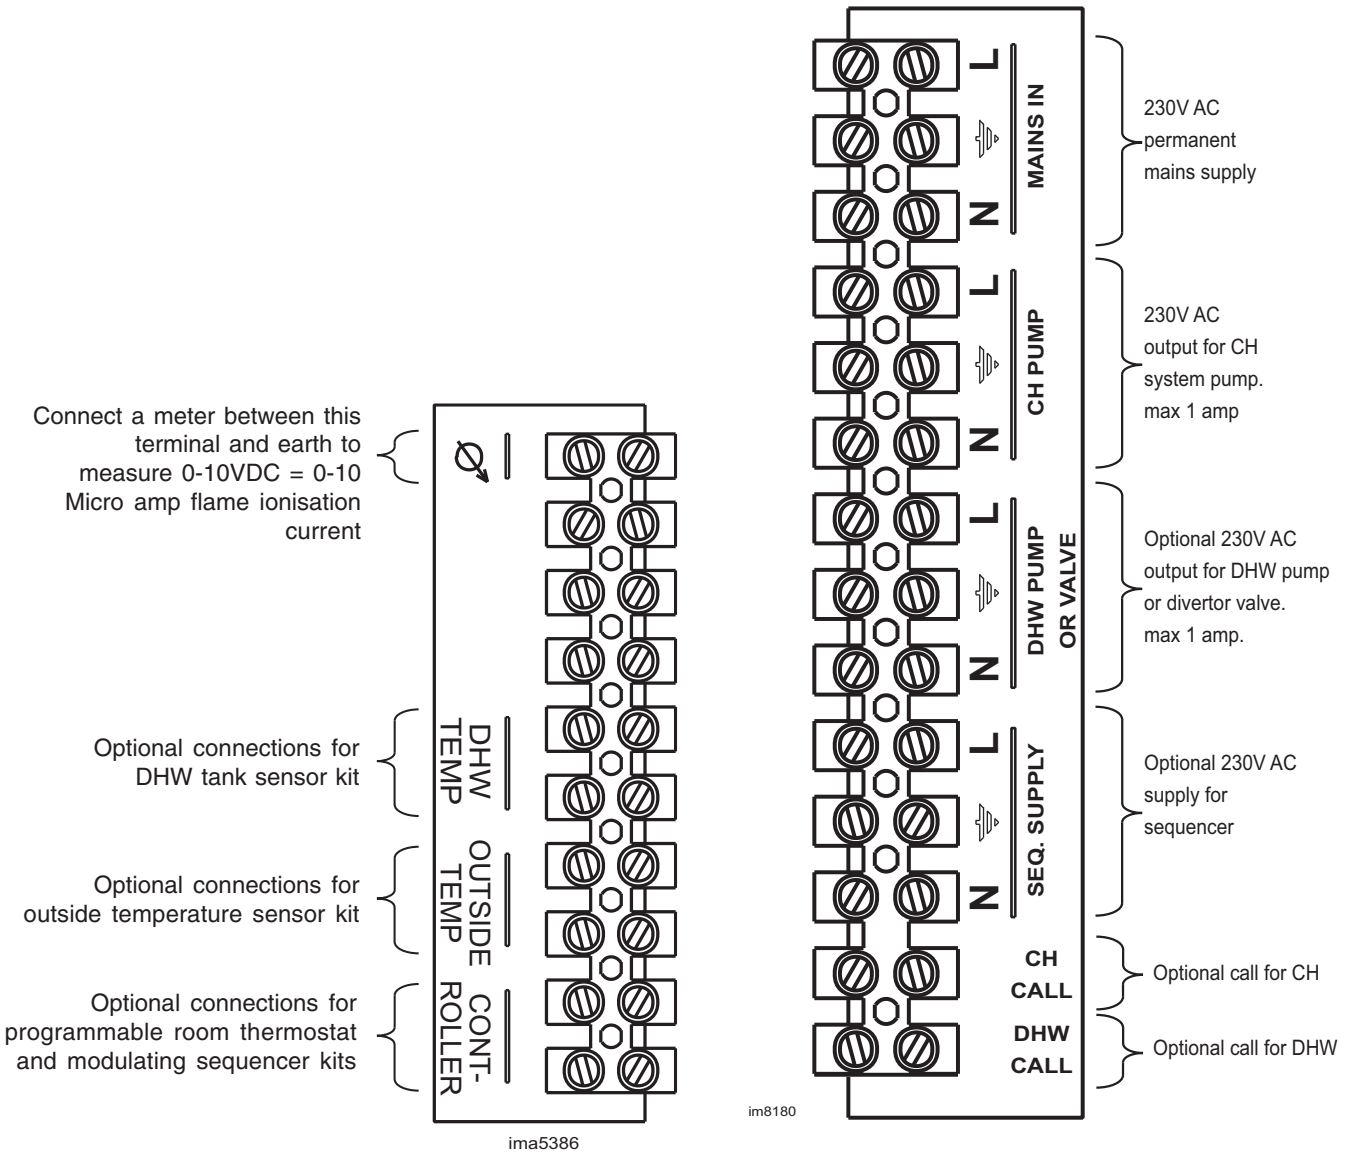 Connect a meter between this
terminal and earth to
measure 0-10VDC = 0-10
Micro amp flame ionisation
current
Optional connections for
DHW tank sensor kit
Optional connections for
outside temperature sensor kit
Optional connections for
programmable room thermostat
and modulating sequencer kits
DHW
TEMP
OUTSIDE
TEMP
CONT-
ROLLER
ima5386
L
N
MAINS IN
L
N
CH PUMP
L
N
DHW PUMP
OR VALVE
L
N
SEQ. SUPPLY
CH
CALL
DHW
CALL
230V AC
permanent
mains supply
230V AC
output for CH
system pump.
max 1 amp
Optional 230V AC
output for DHW pump
or divertor valve.
max 1 amp.
Optional 230V AC
supply for
sequencer
Optional call for CH
Optional call for DHW
im8180